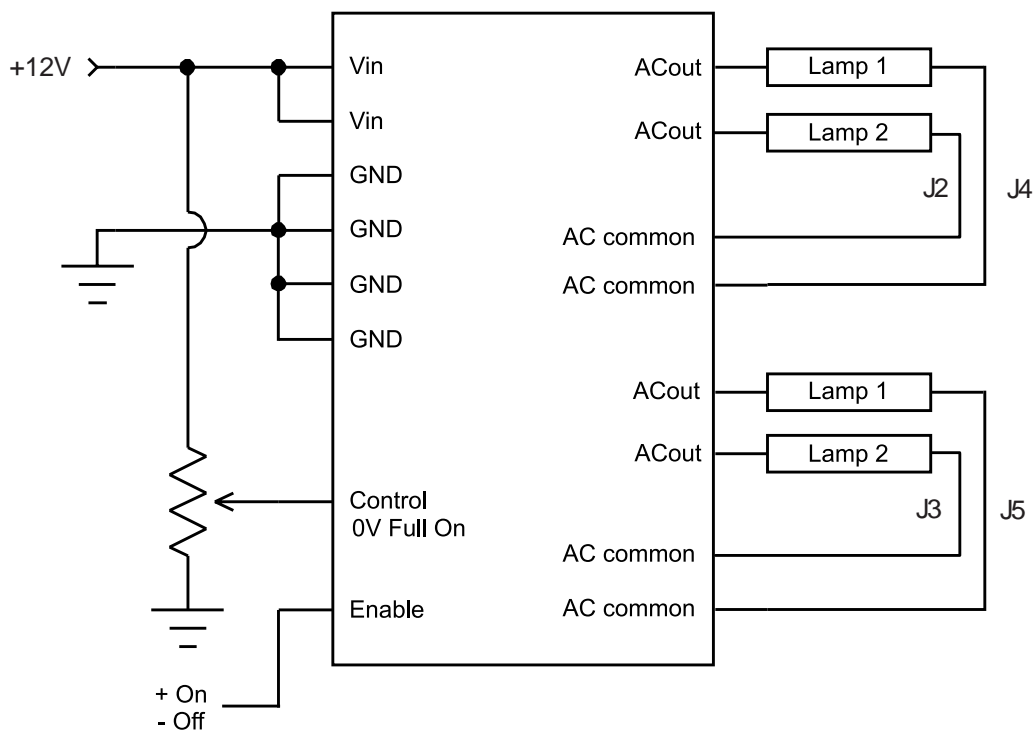 +12V
Vin
Vin
GND
GND
GND
GND
Control
0V Full On
Enable
+ On
- Off
ACout
Lamp 1
ACout
Lamp 2
J2
J4
AC common
AC common
ACout
Lamp 1
ACout
Lamp 2
J3
J5
AC common
AC common